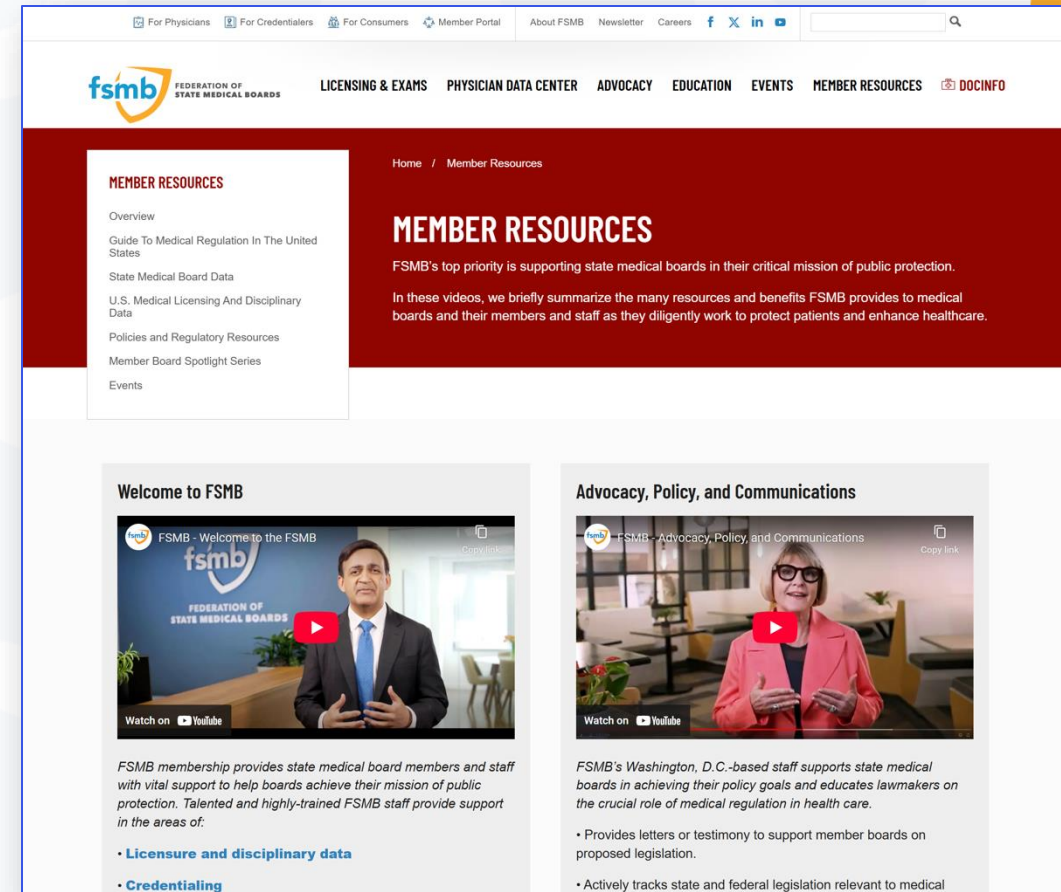 For Physicians For Credentialers For Consumers Member Portal About FSMB Newsletter Careers
fsmb FEDERATION OF
STATE MEDICAL BOARDS
LICENSING & EXAMS PHYSICIAN DATA CENTER ADVOCACY EDUCATION EVENTS MEMBER RESOURCES DOCINFO
MEMBER RESOURCES
Overview
Guide To Medical Regulation In The United
States
State Medical Board Data
U.S. Medical Licensing And Disciplinary
Data
Policies and Regulatory Resources
Member Board Spotlight Series
Events
Home / Member Resources
MEMBER RESOURCES
FSMB's top priority is supporting state medical boards in their critical mission of public protection.
In these videos, we briefly summarize the many resources and benefits FSMB provides to medical
boards and their members and staff as they diligently work to protect patients and enhance healthcare.
Welcome to FSMB
fsmb FSMB - Welcome to the FSMB
Copy link
fsmb
FEDERATION OF
STATE MEDICAL BOARDS
Watch on YouTube
FSMB membership provides state medical board members and staff
with vital support to help boards achieve their mission of public
protection. Talented and highly-trained FSMB staff provide support
in the areas of:
• Licensure and disciplinary data
• Credentialing
Advocacy, Policy, and Communications
fsmb FSMB - Advocacy, Policy, and Communications
Copy link
Watch on YouTube
FSMB's Washington, D.C.-based staff supports state medical
boards in achieving their policy goals and educates lawmakers on
the crucial role of medical regulation in health care.
• Provides letters or testimony to support member boards on
proposed legislation.
• Actively tracks state and federal legislation relevant to medical